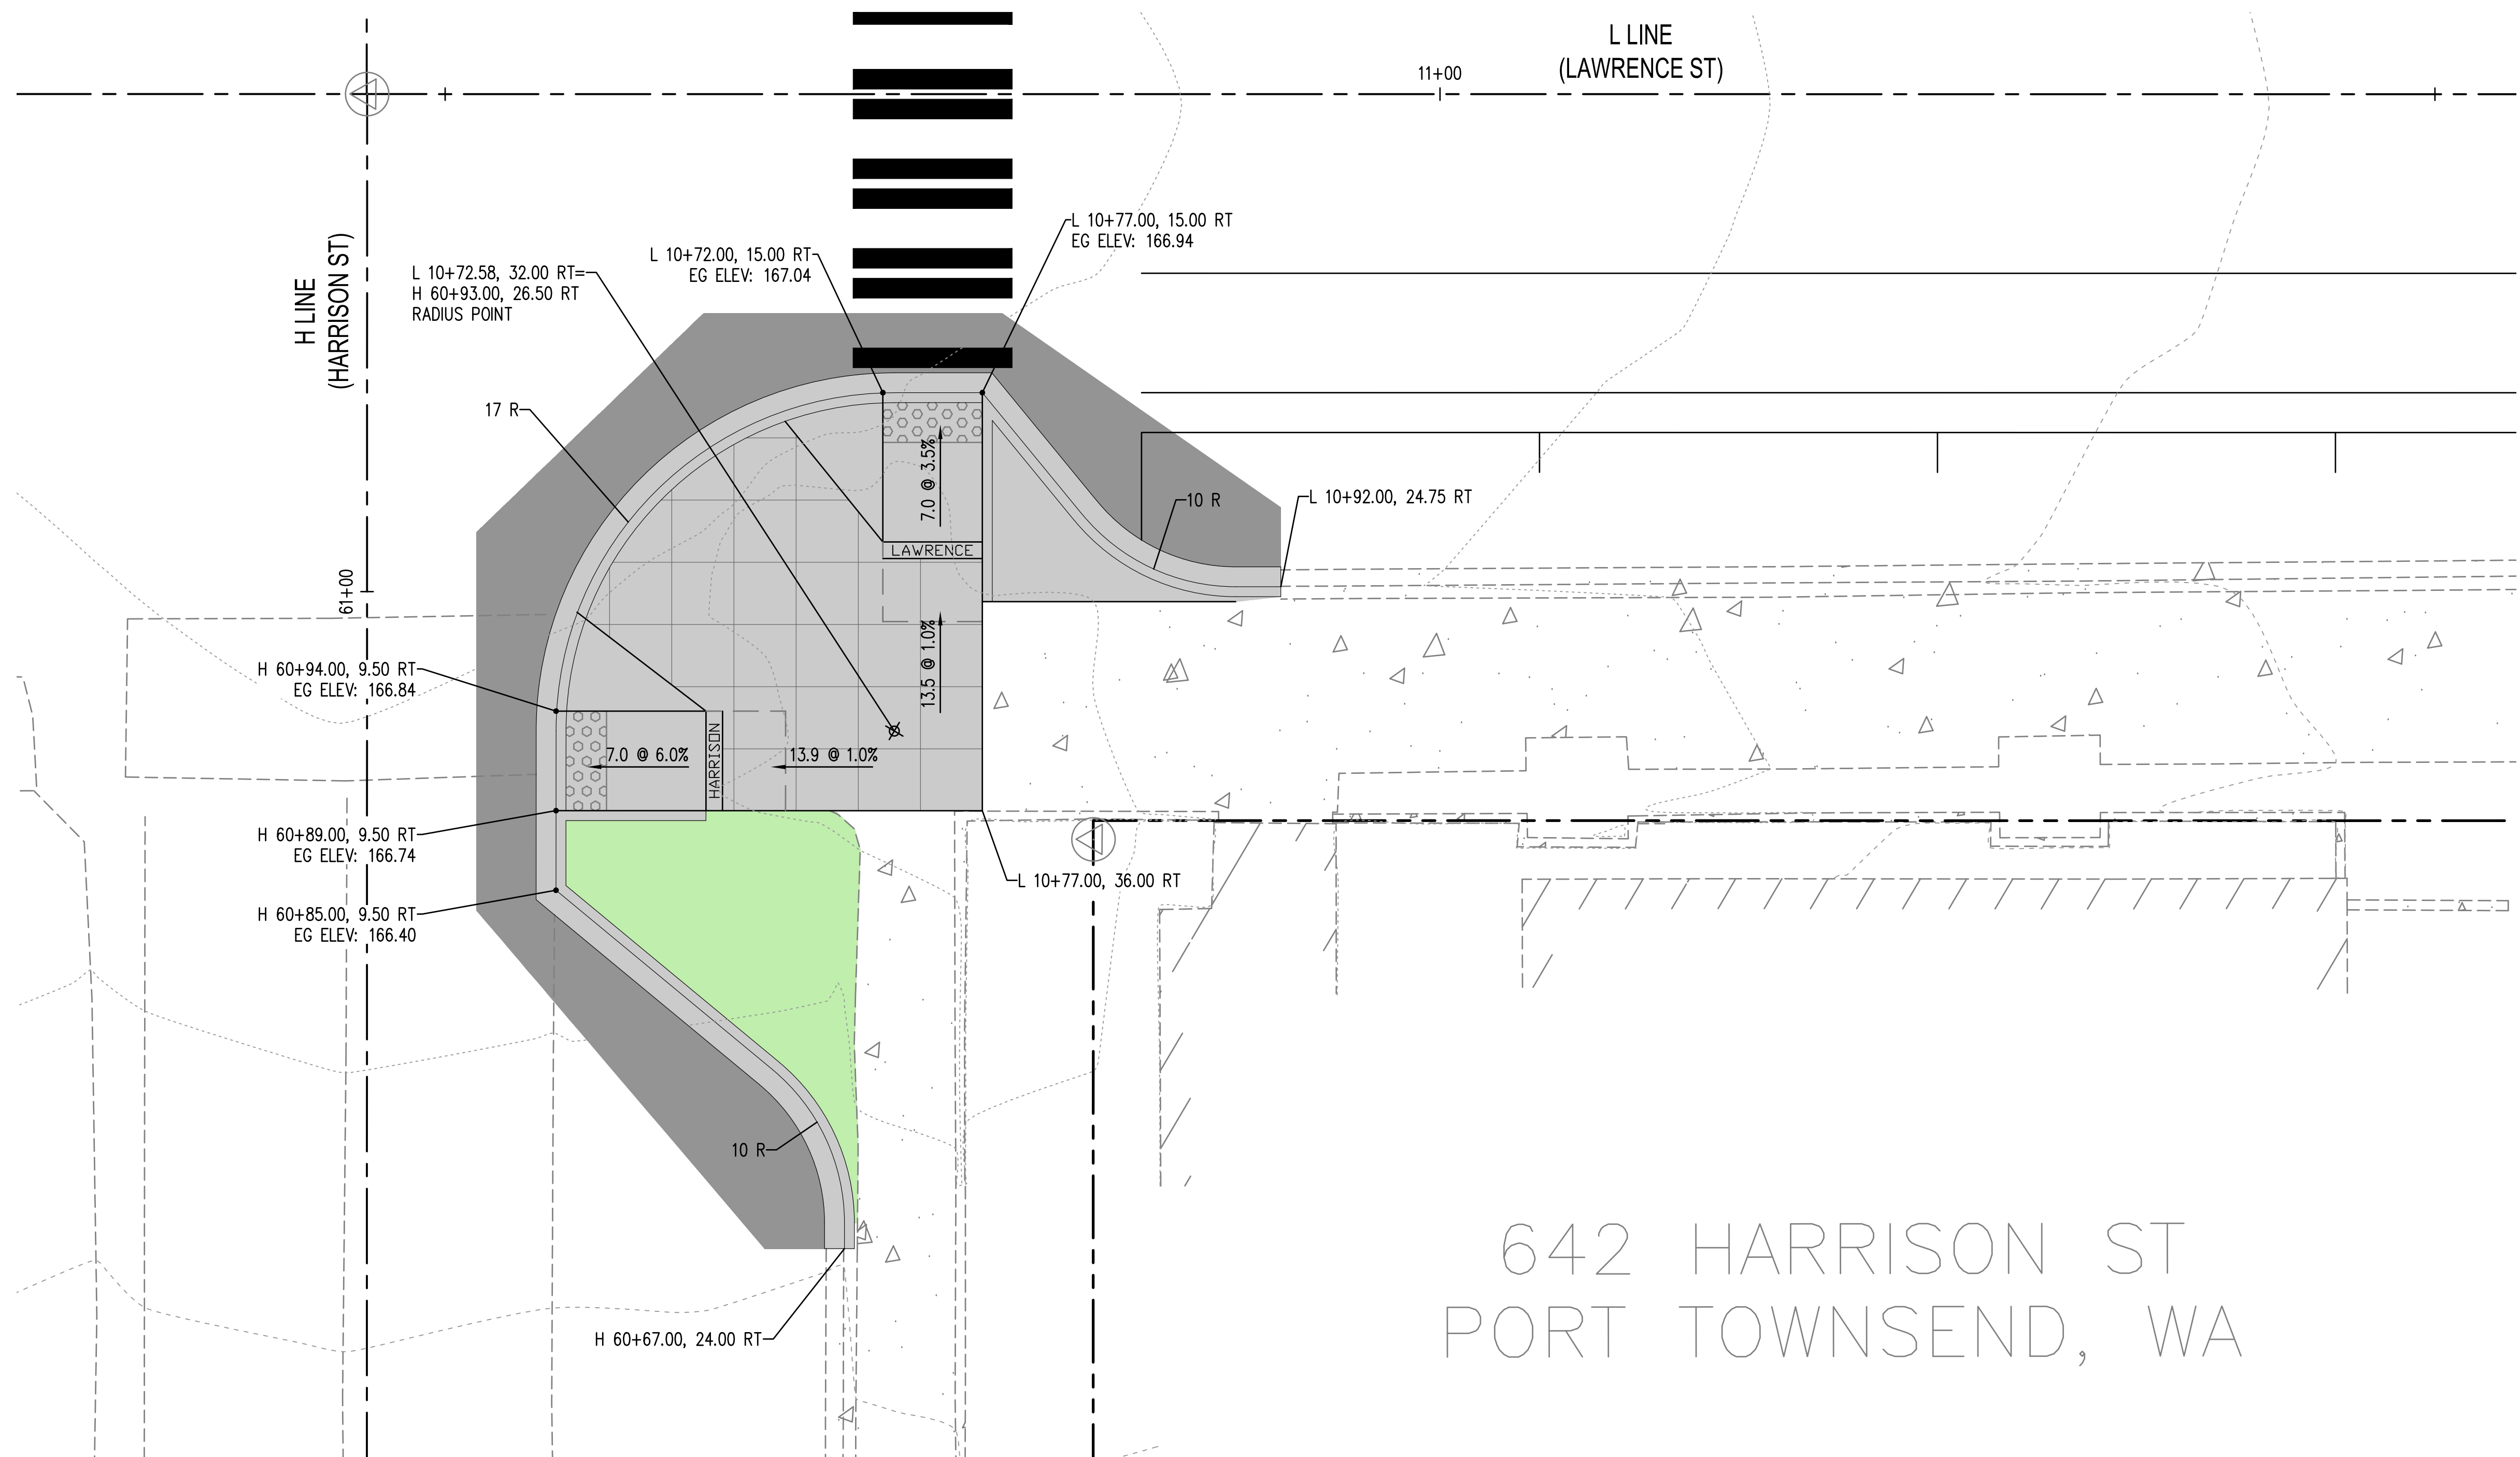 L LINE
(LAWRENCE ST)
11+00
H LINE
(HARRISON ST)
61+00
L 10+77.00, 15.00 RT
EG ELEV: 166.94
L 10+72.00, 15.00 RT
EG ELEV: 167.04
L 10+72.58, 32.00 RT=
H 60+93.00, 26.50 RT
RADIUS POINT
17 R
7.0 @ 3.5%
10 R
L 10+92.00, 24.75 RT
LAWRENCE
13.5 @ 1.0%
H 60+94.00, 9.50 RT
EG ELEV: 166.84
7.0 @ 6.0%
HARRISON
13.9 @ 1.0%
H 60+89.00, 9.50 RT
EG ELEV: 166.74
L 10+77.00, 36.00 RT
H 60+85.00, 9.50 RT
EG ELEV: 166.40
10 R
H 60+67.00, 24.00 RT
642 HARRISON ST
PORT TOWNSEND, WA